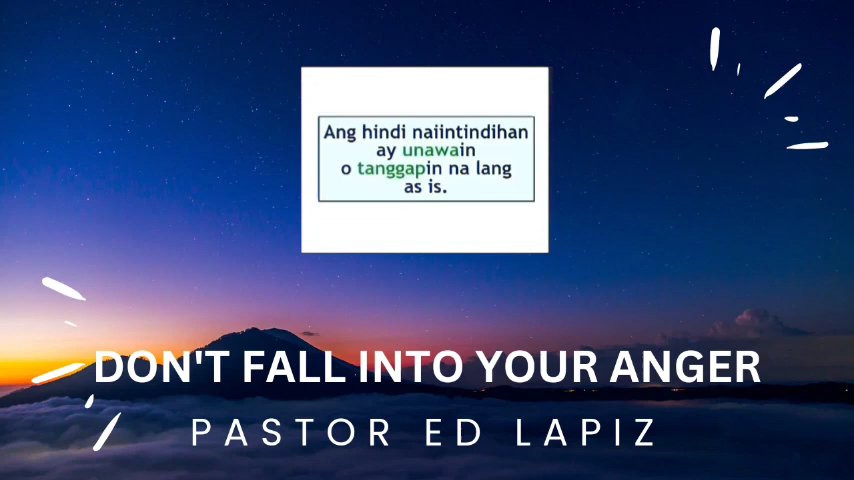 Ang hindi naiintindihan
ay unawain
o tanggapin na lang
as is.
DON'T FALL INTO YOUR ANGER
PASTOR ED LAPIZ